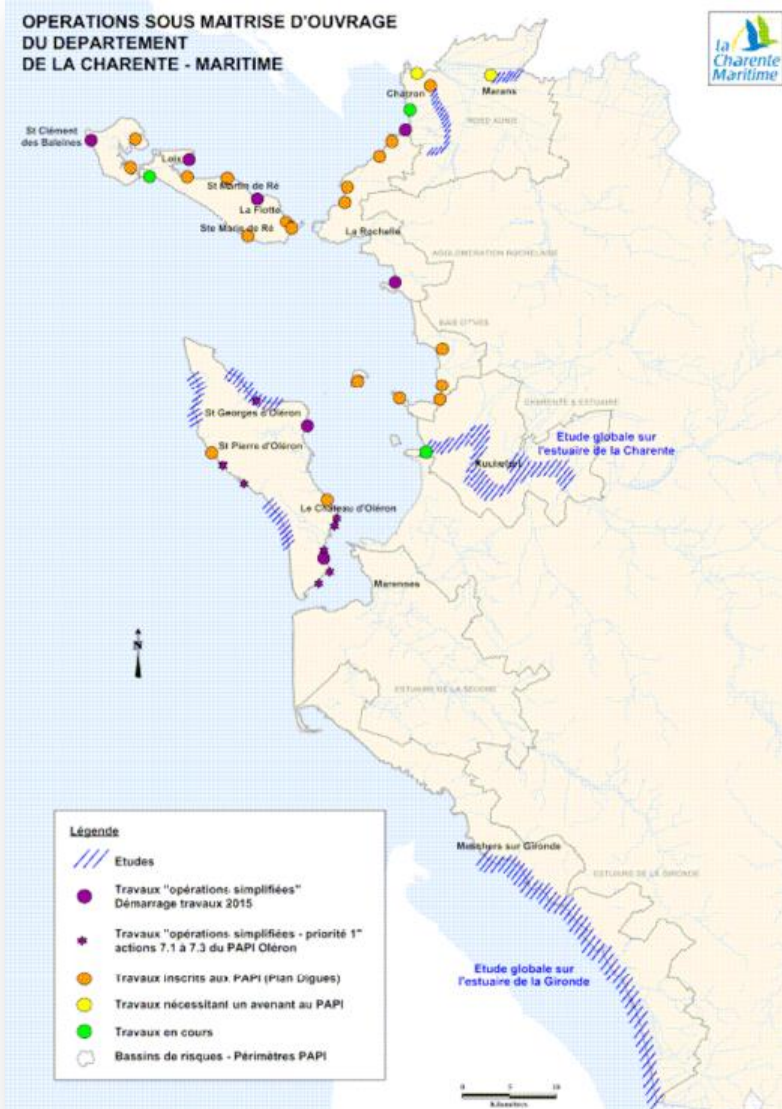 OPERATIONS SOUS MAITRISE D'OUVRAGE
DU DEPARTEMENT
DE LA CHARENTE - MARITIME
la
Charente
Maritime
Charron
Marans
NORD AUNIS
St Clément
des Baleines
Loix
St Martin de Ré
La Flotte
Ste Marie de Ré
La Rochelle
AGGLOMERATION ROCHELAISE
BAIE D'YVES
CHARENTE & ESTUAIRE
St Georges d'Oléron
Etude globale sur
l'estuaire de la Charente
St Pierre d'Oléron
Rochefort
Le Château d'Oléron
Marennes
N
ESTUAIRE DE LA SEUDRE
Meschers sur Gironde
ESTUAIRE DE LA GIRONDE
Etude globale sur
l'estuaire de la Gironde
Légende
Etudes
Travaux "opérations simplifiées"
Démarrage travaux 2015
Travaux "opérations simplifiées - priorité 1"
actions 7.1 à 7.3 du PAPI Oléron
Travaux inscrits aux PAPI (Plan Digues)
Travaux nécessitant un avenant au PAPI
Travaux en cours
Bassins de risques - Périmètres PAPI
0 5 10
Kilomètres